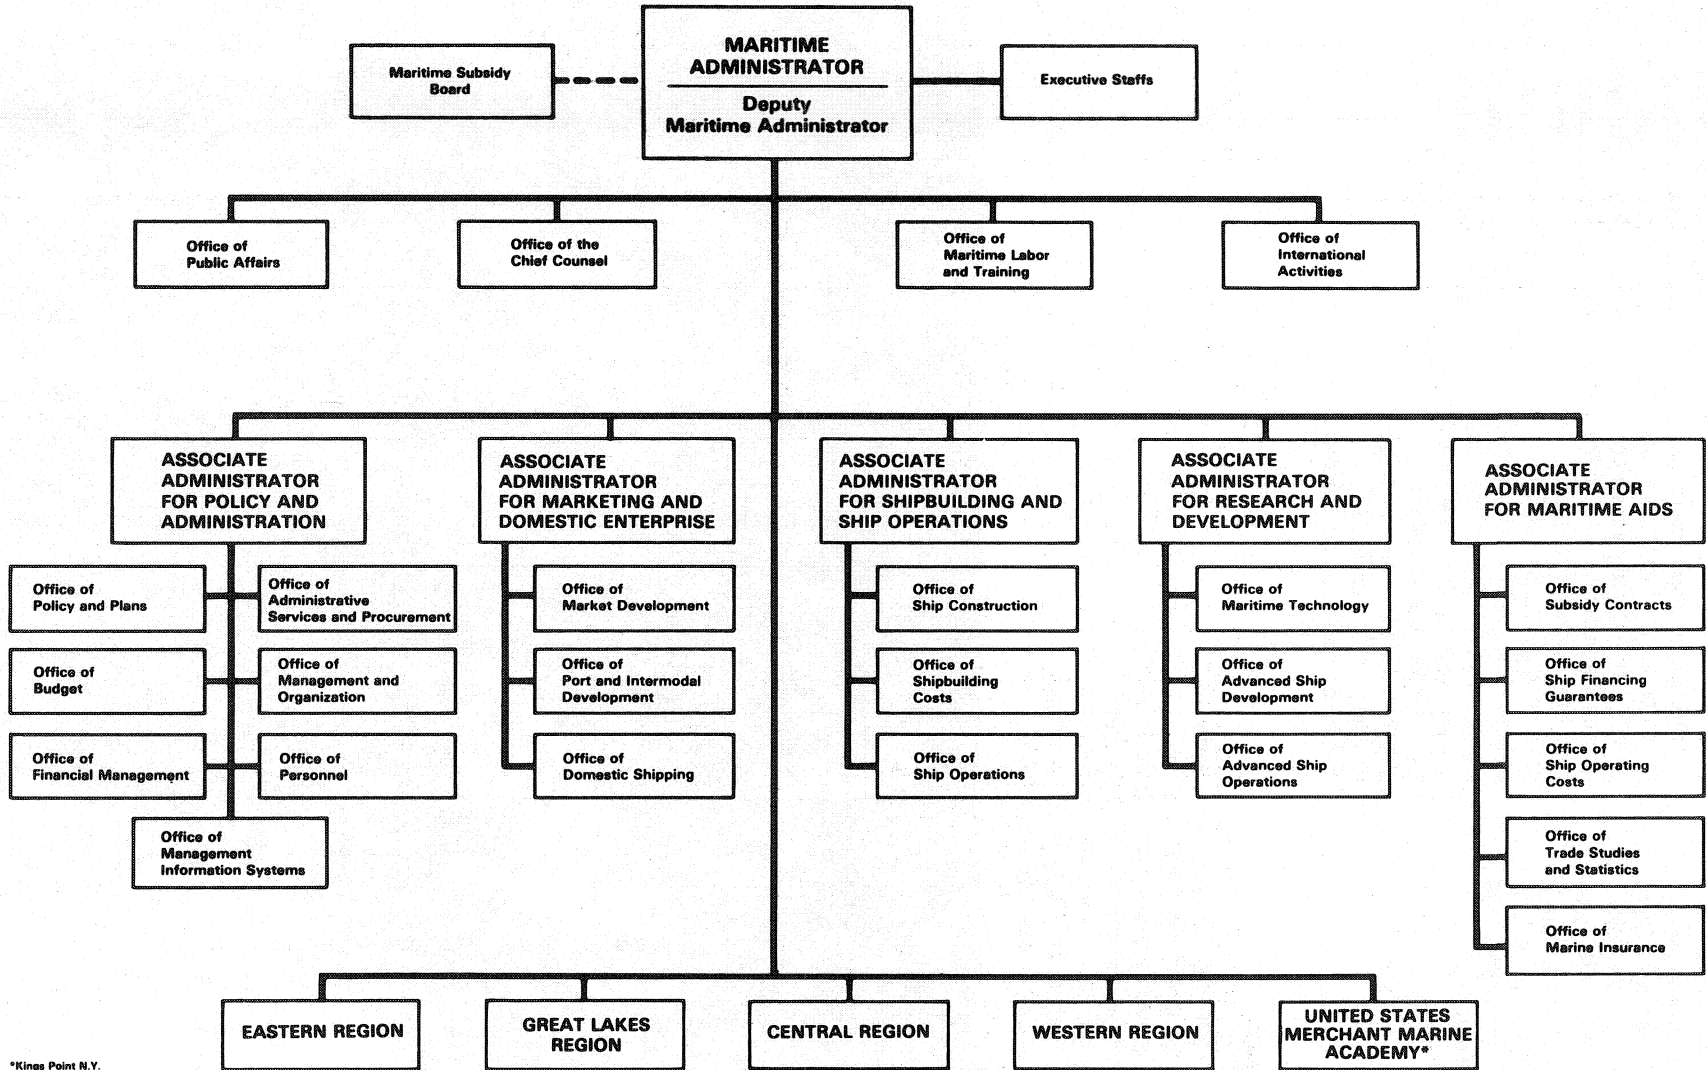 MARITIME
ADMINISTRATOR
Deputy
Maritime Administrator
Maritime Subsidy
Board
Executive Staffs
Office of
Public Affairs
Office of the
Chief Counsel
Office of
Maritime Labor
and Training
Office of
International
Activities
ASSOCIATE
ADMINISTRATOR
FOR POLICY AND
ADMINISTRATION
Office of
Policy and Plans
Office of
Administrative
Services and Procurement
Office of
Budget
Office of
Management and
Organization
Office of
Financial Management
Office of
Personnel
Office of
Management
Information Systems
ASSOCIATE
ADMINISTRATOR
FOR MARKETING AND
DOMESTIC ENTERPRISE
Office of
Market Development
Office of
Port and Intermodal
Development
Office of
Domestic Shipping
ASSOCIATE
ADMINISTRATOR
FOR SHIPBUILDING AND
SHIP OPERATIONS
Office of
Ship Construction
Office of
Shipbuilding
Costs
Office of
Ship Operations
ASSOCIATE
ADMINISTRATOR
FOR RESEARCH AND
DEVELOPMENT
Office of
Maritime Technology
Office of
Advanced Ship
Development
Office of
Advanced Ship
Operations
ASSOCIATE
ADMINISTRATOR
FOR MARITIME AIDS
Office of
Subsidy Contracts
Office of
Ship Financing
Guarantees
Office of
Ship Operating
Costs
Office of
Trade Studies
and Statistics
Office of
Marine Insurance
EASTERN REGION
GREAT LAKES
REGION
CENTRAL REGION
WESTERN REGION
UNITED STATES
MERCHANT MARINE
ACADEMY*
*Kings Point N.Y.